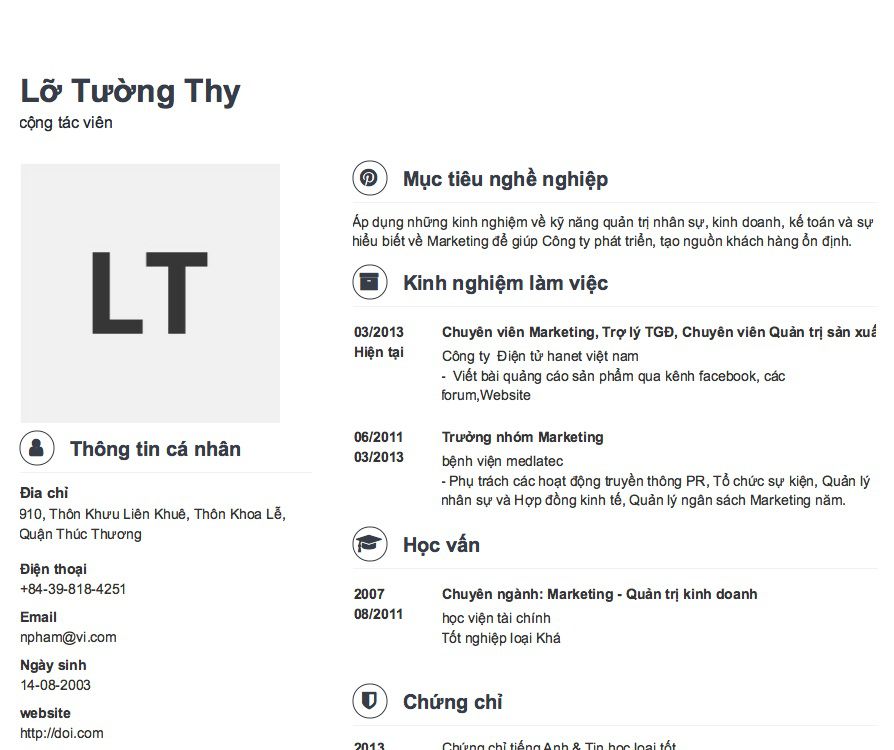 Lỡ Tường Thy
cộng tác viên
LT
Thông tin cá nhân
Đia chỉ
910, Thôn Khưu Liên Khuê, Thôn Khoa Lễ,
Quận Thúc Thương
Điện thoại
+84-39-818-4251
Email
npham@vi.com
Ngày sinh
14-08-2003
website
http://doi.com
Mục tiêu nghề nghiệp
Áp dụng những kinh nghiệm về kỹ năng quản trị nhân sự, kinh doanh, kế toán và sự
hiểu biết về Marketing để giúp Công ty phát triển, tạo nguồn khách hàng ổn định.
Kinh nghiệm làm việc
03/2013
Hiện tại
Chuyên viên Marketing, Trợ lý TGĐ, Chuyên viên Quản trị sản xuấ
Công ty Điện tử hanet việt nam
- Viết bài quảng cáo sản phẩm qua kênh facebook, các
forum,Website
06/2011
03/2013
Trưởng nhóm Marketing
bệnh viện medlatec
- Phụ trách các hoạt động truyền thông PR, Tổ chức sự kiện, Quản lý
nhân sự và Hợp đồng kinh tế, Quản lý ngân sách Marketing năm.
Học vấn
2007
08/2011
Chuyên ngành: Marketing - Quản trị kinh doanh
học viện tài chính
Tốt nghiệp loại Khá
Chứng chỉ
2013
Chứng chỉ tiếng Anh & Tin học loại tốt